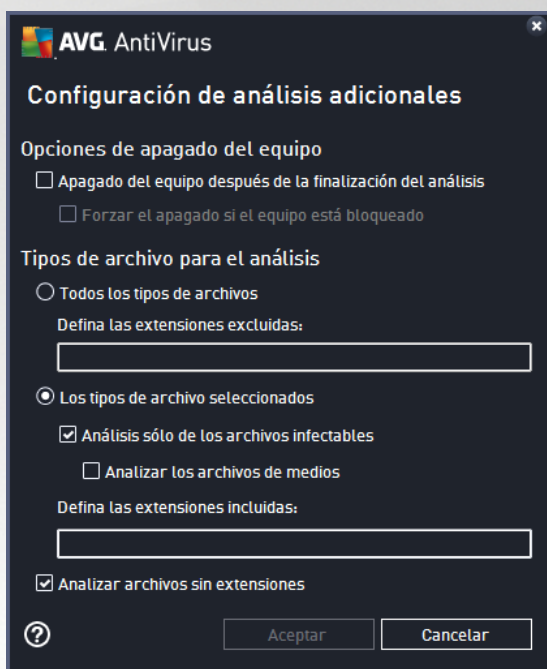 AVG. AntiVirus
Configuración de análisis adicionales
Opciones de apagado del equipo
Apagado del equipo después de la finalización del análisis
Forzar el apagado si el equipo está bloqueado
Tipos de archivo para el análisis
Todos los tipos de archivos
Defina las extensiones excluidas:
Los tipos de archivo seleccionados
Análisis sólo de los archivos infectables
Analizar los archivos de medios
Defina las extensiones incluidas:
Analizar archivos sin extensiones
? Aceptar Cancelar